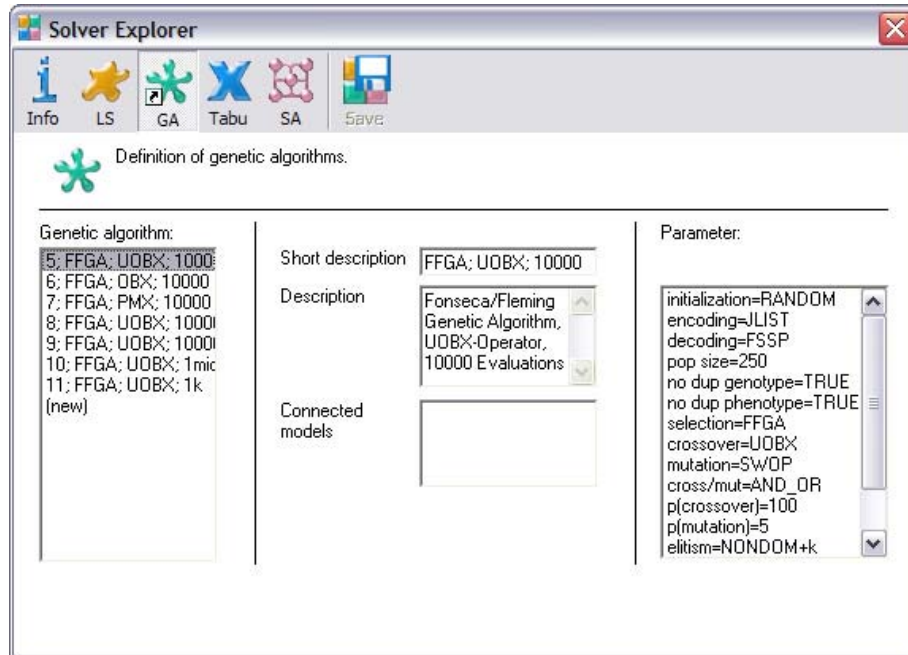 Solver Explorer
Info LS GA Tabu SA Save
Definition of genetic algorithms.
Genetic algorithm:
5; FFGA; UOBX; 1000
6; FFGA; OBX; 10000
7; FFGA; PMX; 10000
8; FFGA; UOBX; 1000
9; FFGA; UOBX; 1000
10; FFGA; UOBX; 1mic
11; FFGA; UOBX; 1k
(new)
Short description
FFGA; UOBX; 10000
Description
Fonseca/Fleming
Genetic Algorithm,
UOBX-Operator,
10000 Evaluations
Connected
models
Parameter:
initialization=RANDOM
encoding=JLIST
decoding=FSSP
pop size=250
no dup genotype=TRUE
no dup phenotype=TRUE
selection=FFGA
crossover=UOBX
mutation=SWOP
cross/mut=AND_OR
p(crossover)=100
p(mutation)=5
elitism=NONDOM+k